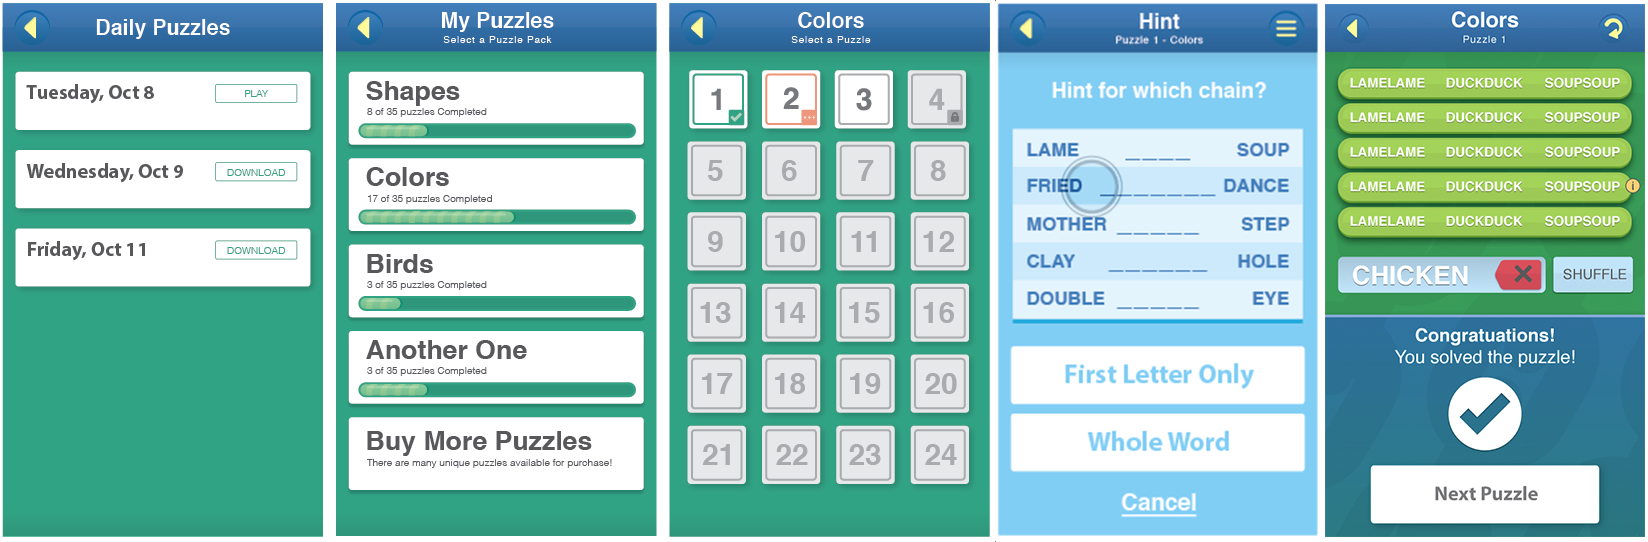 Daily Puzzles
Tuesday, Oct 8
PLAY
Wednesday, Oct 9
DOWNLOAD
Friday, Oct 11
DOWNLOAD
My Puzzles
Select a Puzzle Pack
Shapes
8 of 35 puzzles Completed
Colors
17 of 35 puzzles Completed
Birds
3 of 35 puzzles Completed
Another One
3 of 35 puzzles Completed
Buy More Puzzles
There are many unique puzzles available for purchase!
Colors
Select a Puzzle
1 2 3 4
5 6 7 8
9 10 11 12
13 14 15 16
17 18 19 20
21 22 23 24
Hint
Puzzle 1 - Colors
Hint for which chain?
LAME _ _ _ _ SOUP
FRIED _ _ _ _ _ _ _ DANCE
MOTHER _ _ _ _ _ STEP
CLAY _ _ _ _ _ _ HOLE
DOUBLE _ _ _ _ _ EYE
First Letter Only
Whole Word
Cancel
Colors
Puzzle 1
LAMELAME DUCKDUCK SOUPSOUP
LAMELAME DUCKDUCK SOUPSOUP
LAMELAME DUCKDUCK SOUPSOUP
LAMELAME DUCKDUCK SOUPSOUP i
LAMELAME DUCKDUCK SOUPSOUP
CHICKEN SHUFFLE
Congratuations!
You solved the puzzle!
Next Puzzle